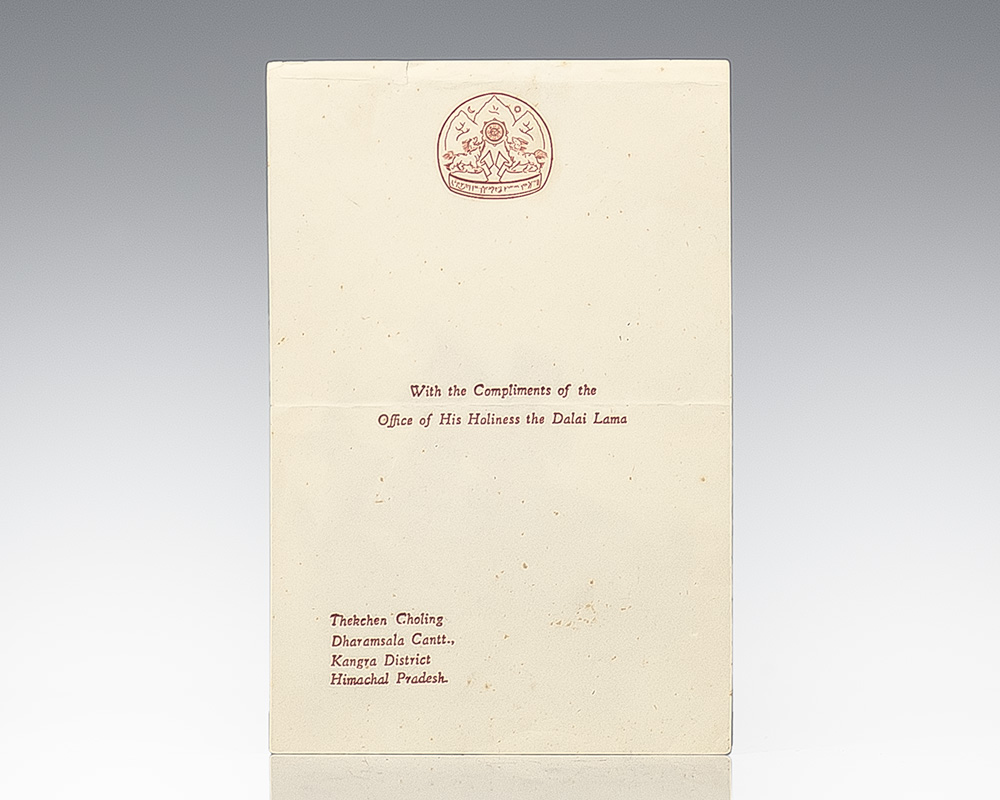 With the Compliments of the
Office of His Holiness the Dalai Lama
Thekchen Choling
Dharamsala Cantt.,
Kangra District
Himachal Pradesh.